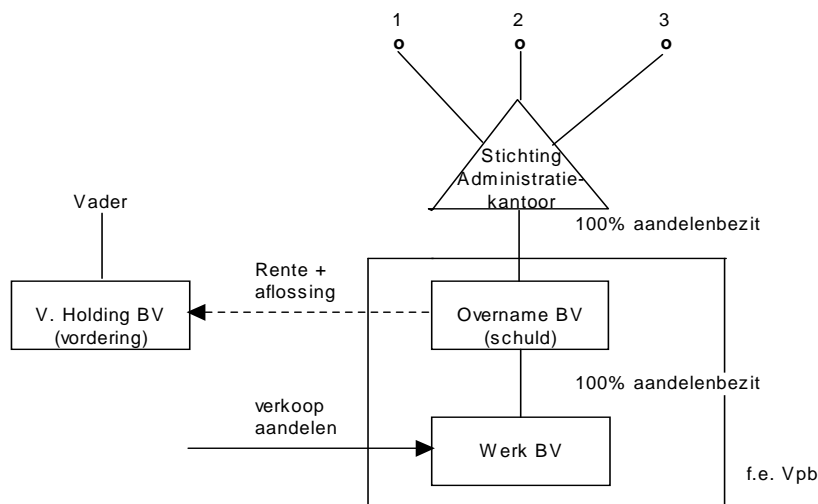 1
2
3
o
o
o
Stichting
Administratie-
kantoor
Vader
100% aandelenbezit
Rente +
aflossing
V. Holding BV
(vordering)
Overname BV
(schuld)
100% aandelenbezit
verkoop
aandelen
Werk BV
f.e. Vpb